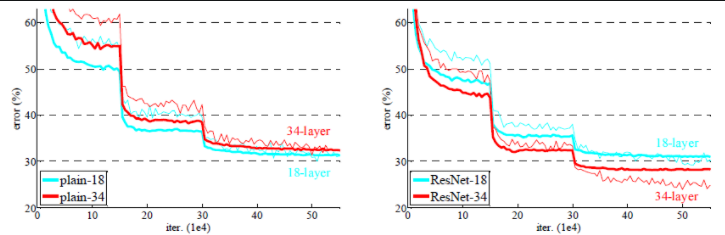 60
50
40
30
20
error (%)
34-layer
18-layer
plain-18
plain-34
0
10
20
30
40
50
iter. (1e4)
60
50
40
30
20
error (%)
18-layer
34-layer
ResNet-18
ResNet-34
0
10
20
30
40
50
iter. (1e4)